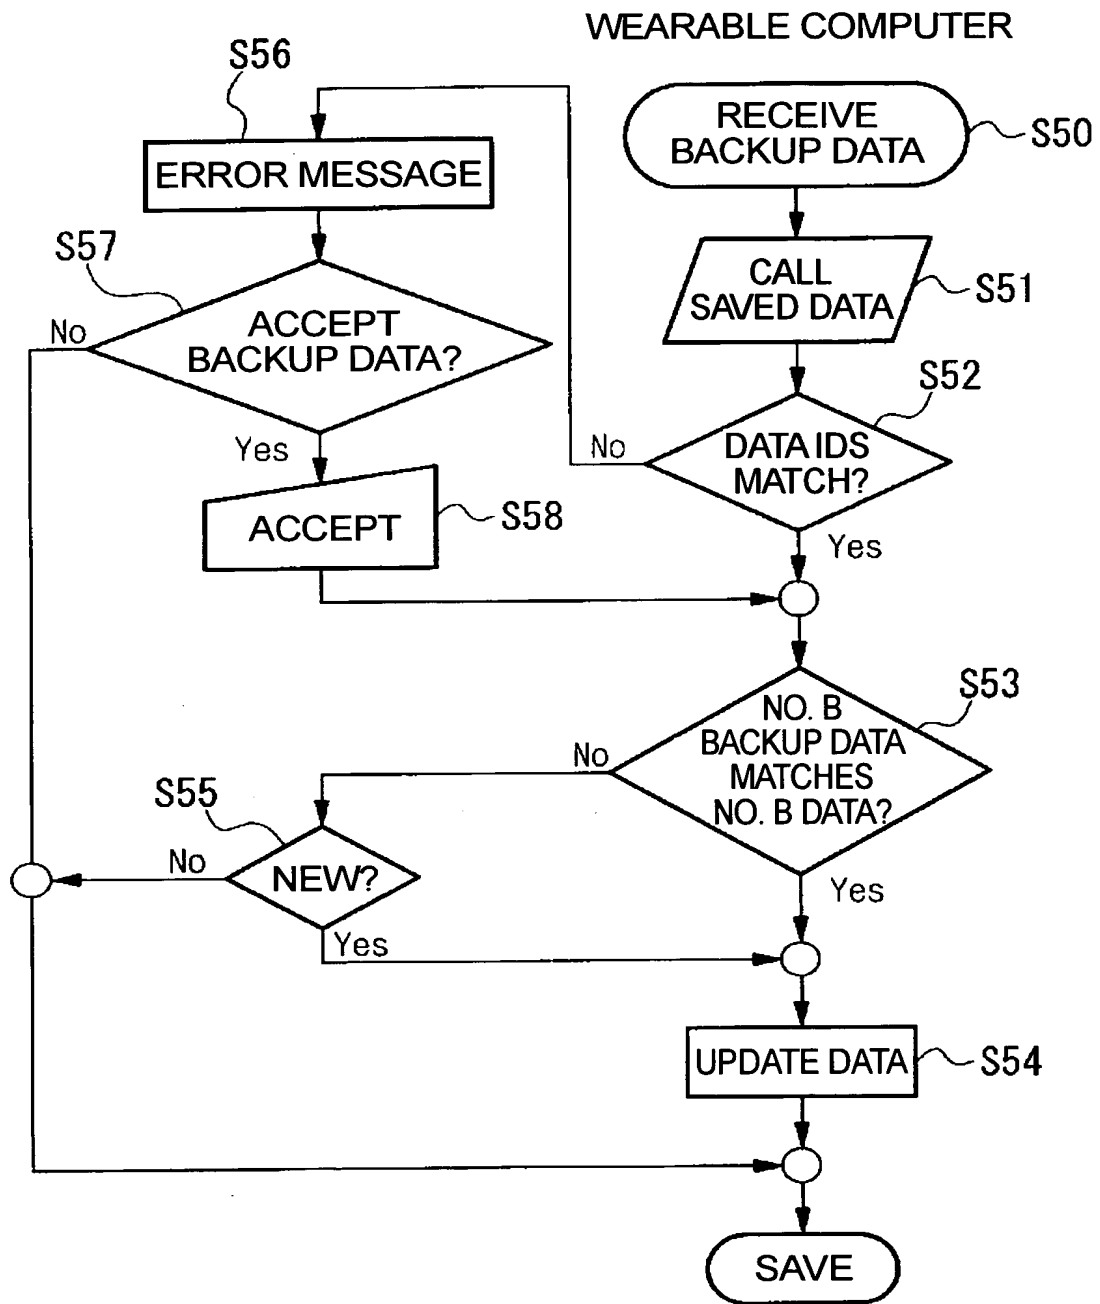 WEARABLE COMPUTER
S56
RECEIVE
BACKUP DATA
S50
ERROR MESSAGE
S57
CALL
SAVED DATA
S51
No
ACCEPT
BACKUP DATA?
S52
Yes
No
DATA IDS
MATCH?
ACCEPT
S58
Yes
S53
NO. B
BACKUP DATA
MATCHES
NO. B DATA?
No
S55
No
NEW?
Yes
Yes
UPDATE DATA
S54
SAVE